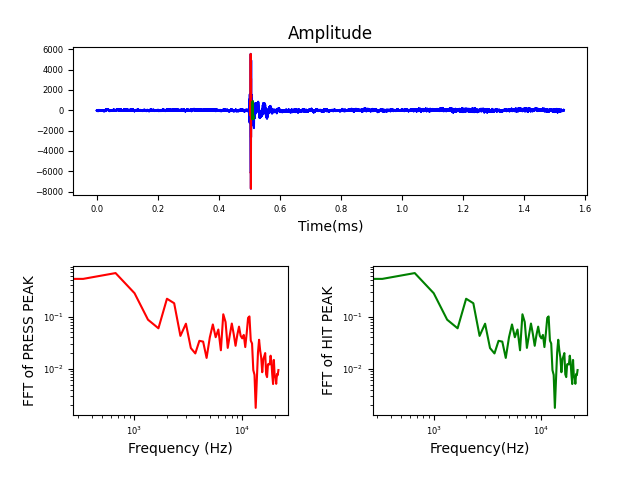 Amplitude
6000
4000
2000
0
−2000
−4000
−6000
−8000
0.0 0.2 0.4 0.6 0.8 1.0 1.2 1.4 1.6
Time(ms)
FFT of PRESS PEAK
10⁻¹
10⁻²
10³ 10⁴
Frequency (Hz)
FFT of HIT PEAK
10⁻¹
10⁻²
10³ 10⁴
Frequency(Hz)